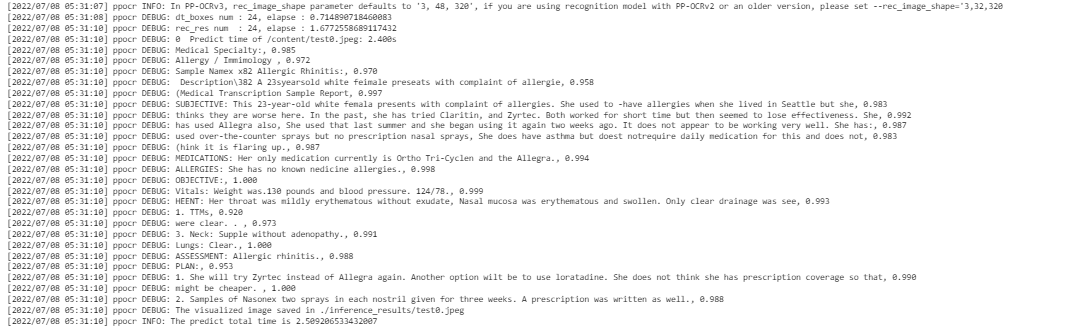 [2022/07/08 05:31:07] ppocr INFO: In PP-OCRv3, rec_image_shape parameter defaults to '3, 48, 320', if you are using recognition model with PP-OCRv2 or an older version, please set --rec_image_shape='3,32,320
[2022/07/08 05:31:08] ppocr DEBUG: dt_boxes num : 24, elapse : 0.714890718460083
[2022/07/08 05:31:10] ppocr DEBUG: rec_res num  : 24, elapse : 1.6772558689117432
[2022/07/08 05:31:10] ppocr DEBUG: 0  Predict time of /content/test0.jpeg: 2.400s
[2022/07/08 05:31:10] ppocr DEBUG: Medical Specialty:, 0.985
[2022/07/08 05:31:10] ppocr DEBUG: Allergy / Immimology , 0.972
[2022/07/08 05:31:10] ppocr DEBUG: Sample Namex x82 Allergic Rhinitis:, 0.970
[2022/07/08 05:31:10] ppocr DEBUG:  Description\382 A 23syearsold white feimale preseats with complaint of allergie, 0.958
[2022/07/08 05:31:10] ppocr DEBUG: (Medical Transcription Sample Report, 0.997
[2022/07/08 05:31:10] ppocr DEBUG: SUBJECTIVE: This 23-year-old white femala presents with complaint of allergies. She used to -have allergies when she lived in Seattle but she, 0.983
[2022/07/08 05:31:10] ppocr DEBUG: thinks they are worse here. In the past, she has tried Claritin, and Zyrtec. Both worked for short time but then seemed to lose effectiveness. She, 0.992
[2022/07/08 05:31:10] ppocr DEBUG: has used Allegra also, She used that last summer and she began using it again two weeks ago. It does not appear to be working very well. She has:, 0.987
[2022/07/08 05:31:10] ppocr DEBUG: used over-the-counter sprays but no prescription nasal sprays, She does have asthma but doest notrequire daily medication for this and does not, 0.983
[2022/07/08 05:31:10] ppocr DEBUG: (hink it is flaring up., 0.987
[2022/07/08 05:31:10] ppocr DEBUG: MEDICATIONS: Her only medication currently is Ortho Tri-Cyclen and the Allegra., 0.994
[2022/07/08 05:31:10] ppocr DEBUG: ALLERGIES: She has no known nedicine allergies., 0.998
[2022/07/08 05:31:10] ppocr DEBUG: OBJECTIVE:, 1.000
[2022/07/08 05:31:10] ppocr DEBUG: Vitals: Weight was.130 pounds and blood pressure. 124/78., 0.999
[2022/07/08 05:31:10] ppocr DEBUG: HEENT: Her throat was mildly erythematous without exudate, Nasal mucosa was erythematous and swollen. Only clear drainage was see, 0.993
[2022/07/08 05:31:10] ppocr DEBUG: 1. TTMs, 0.920
[2022/07/08 05:31:10] ppocr DEBUG: were clear. . , 0.973
[2022/07/08 05:31:10] ppocr DEBUG: 3. Neck: Supple without adenopathy., 0.991
[2022/07/08 05:31:10] ppocr DEBUG: Lungs: Clear., 1.000
[2022/07/08 05:31:10] ppocr DEBUG: ASSESSMENT: Allergic rhinitis., 0.988
[2022/07/08 05:31:10] ppocr DEBUG: PLAN:, 0.953
[2022/07/08 05:31:10] ppocr DEBUG: 1. She will try Zyrtec instead of Allegra again. Another option wilt be to use loratadine. She does not think she has prescription coverage so that, 0.990
[2022/07/08 05:31:10] ppocr DEBUG: might be cheaper. , 1.000
[2022/07/08 05:31:10] ppocr DEBUG: 2. Samples of Nasonex two sprays in each nostril given for three weeks. A prescription was written as well., 0.988
[2022/07/08 05:31:10] ppocr DEBUG: The visualized image saved in ./inference_results/test0.jpeg
[2022/07/08 05:31:10] ppocr INFO: The predict total time is 2.509206533432007